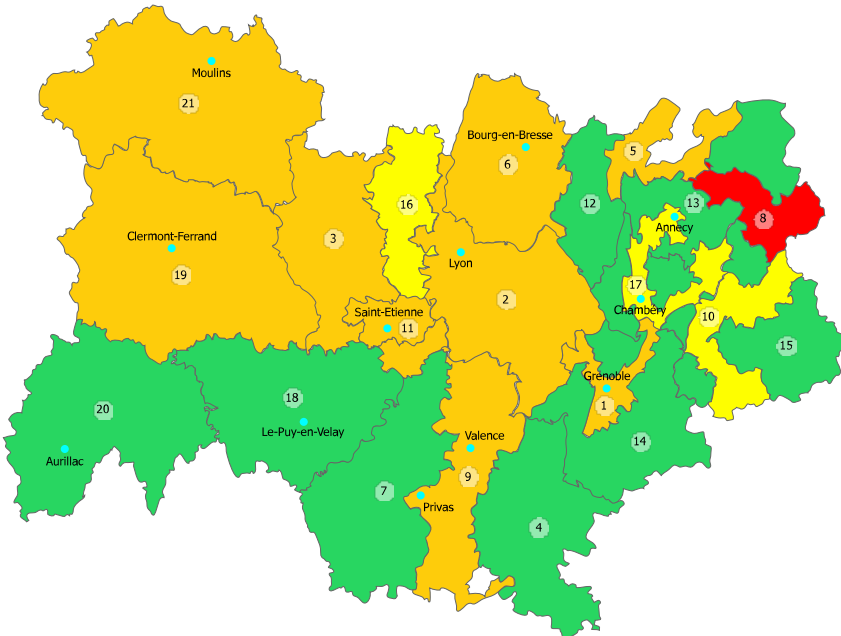 Moulins
21
Bourg-en-Bresse
6
5
12
13
16
8
Annecy
Clermont-Ferrand
3
Lyon
19
17
2
Chambéry
10
Saint-Etienne
11
15
Grenoble
18
1
20
Le-Puy-en-Velay
Valence
14
Aurillac
9
7
Privas
4